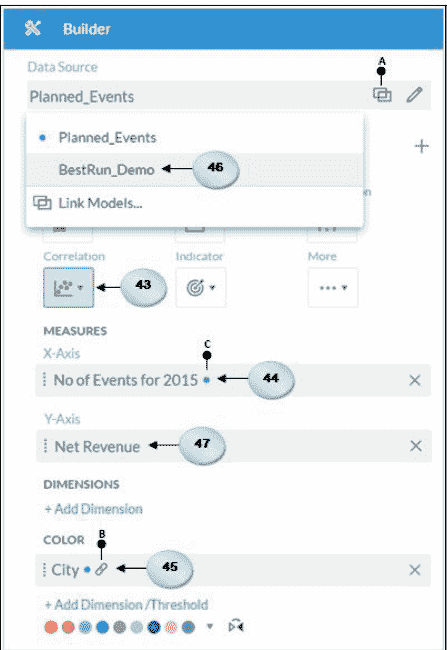 Builder
Data Source
A
Planned_Events
Planned_Events
BestRun_Demo
46
Link Models...
Correlation
Indicator
More
43
MEASURES
X-Axis
C
No of Events for 2015
44
Y-Axis
Net Revenue
47
DIMENSIONS
+ Add Dimension
COLOR
B
City
45
+ Add Dimension /Threshold